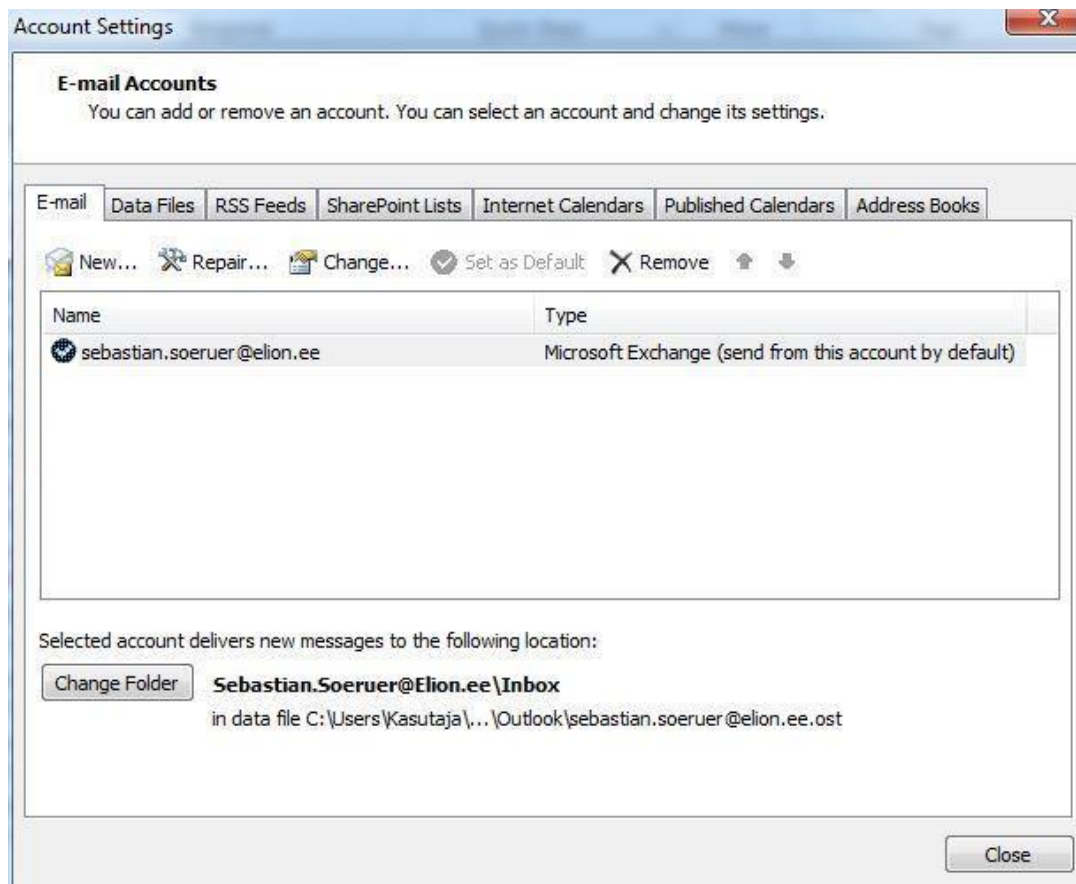 Account Settings
E-mail Accounts
You can add or remove an account. You can select an account and change its settings.
E-mail Data Files RSS Feeds SharePoint Lists Internet Calendars Published Calendars Address Books
New... Repair... Change... Set as Default Remove
Name Type
sebastian.soeruer@elion.ee Microsoft Exchange (send from this account by default)
Selected account delivers new messages to the following location:
Change Folder Sebastian.Soeruer@Elion.ee\Inbox
in data file C:\Users\Kasutaja\...\Outlook\sebastian.soeruer@elion.ee.ost
Close